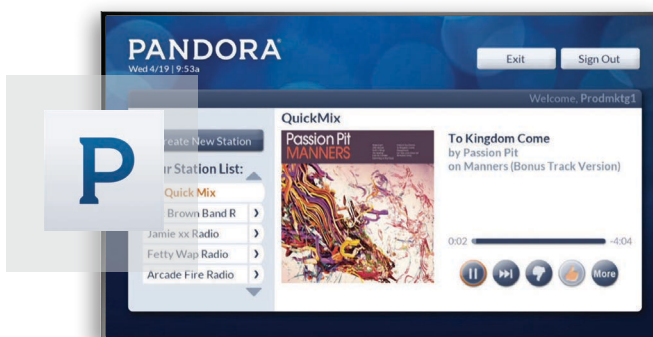 PANDORA
Wed 4/19 | 9:53a
Exit
Sign Out
Welcome, Prodmktg1
P
Create New Station
Station List:
Quick Mix
Brown Band R
Jamie xx Radio
Fetty Wap Radio
Arcade Fire Radio
QuickMix
Passion Pit
MANNERS
To Kingdom Come
by Passion Pit
on Manners (Bonus Track Version)
0:02
-4:04
More